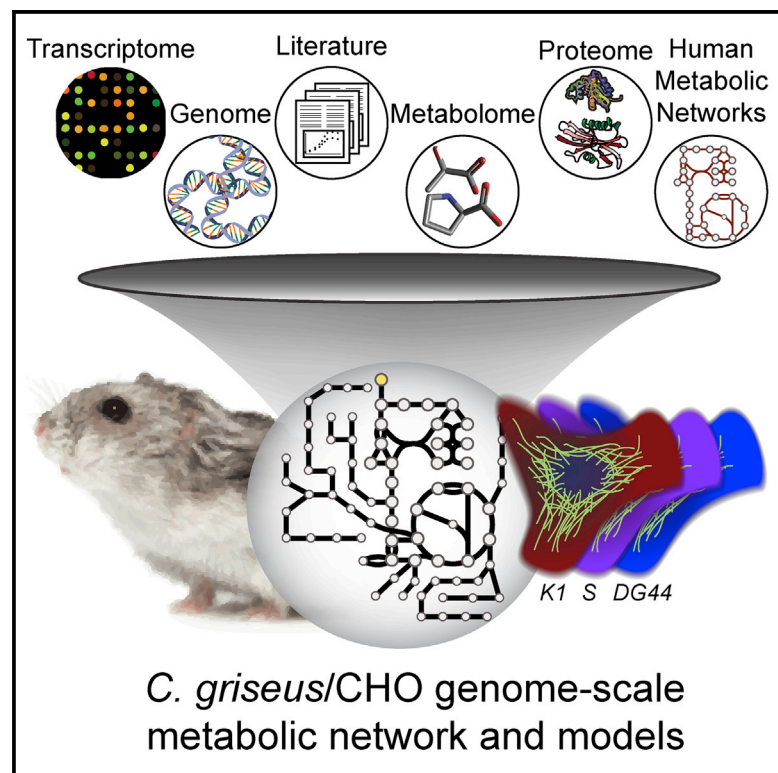 Transcriptome
Genome
Literature
Metabolome
Proteome
Human
Metabolic
Networks
K1 S DG44
C. griseus/CHO genome-scale
metabolic network and models